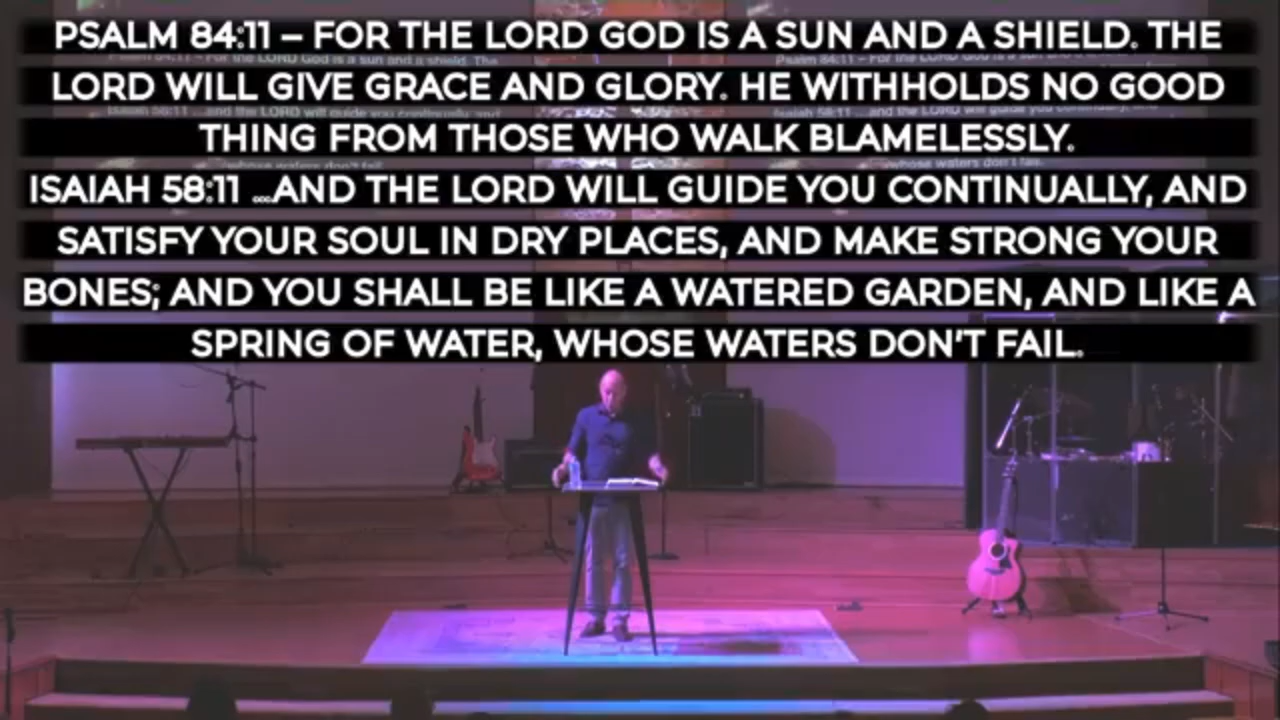 PSALM 84:11 – FOR THE LORD GOD IS A SUN AND A SHIELD. THE
LORD WILL GIVE GRACE AND GLORY. HE WITHHOLDS NO GOOD
THING FROM THOSE WHO WALK BLAMELESSLY.
ISAIAH 58:11 ...AND THE LORD WILL GUIDE YOU CONTINUALLY, AND
SATISFY YOUR SOUL IN DRY PLACES, AND MAKE STRONG YOUR
BONES; AND YOU SHALL BE LIKE A WATERED GARDEN, AND LIKE A
SPRING OF WATER, WHOSE WATERS DON'T FAIL.